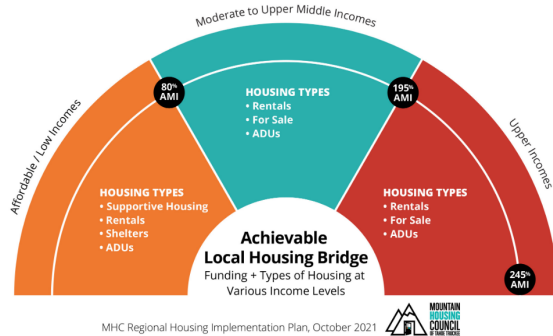 Moderate to Upper Middle Incomes
Affordable / Low Incomes
Upper Incomes
80%
AMI
195%
AMI
245%
AMI
HOUSING TYPES
• Rentals
• For Sale
• ADUs
HOUSING TYPES
• Supportive Housing
• Rentals
• Shelters
• ADUs
HOUSING TYPES
• Rentals
• For Sale
• ADUs
Achievable
Local Housing Bridge
Funding + Types of Housing at
Various Income Levels
MHC Regional Housing Implementation Plan, October 2021
MOUNTAIN
HOUSING
COUNCIL
OF TAHOE TRUCKEE